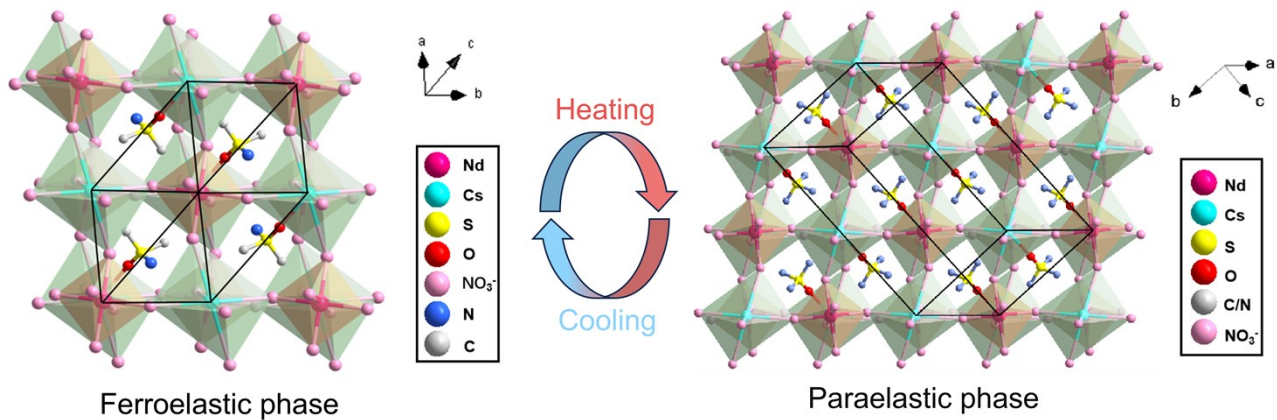 a
c
b
Nd
Cs
S
O
NO₃⁻
N
C
Ferroelastic phase
Heating
Cooling
a
b
c
Nd
Cs
S
O
C/N
NO₃⁻
Paraelastic phase